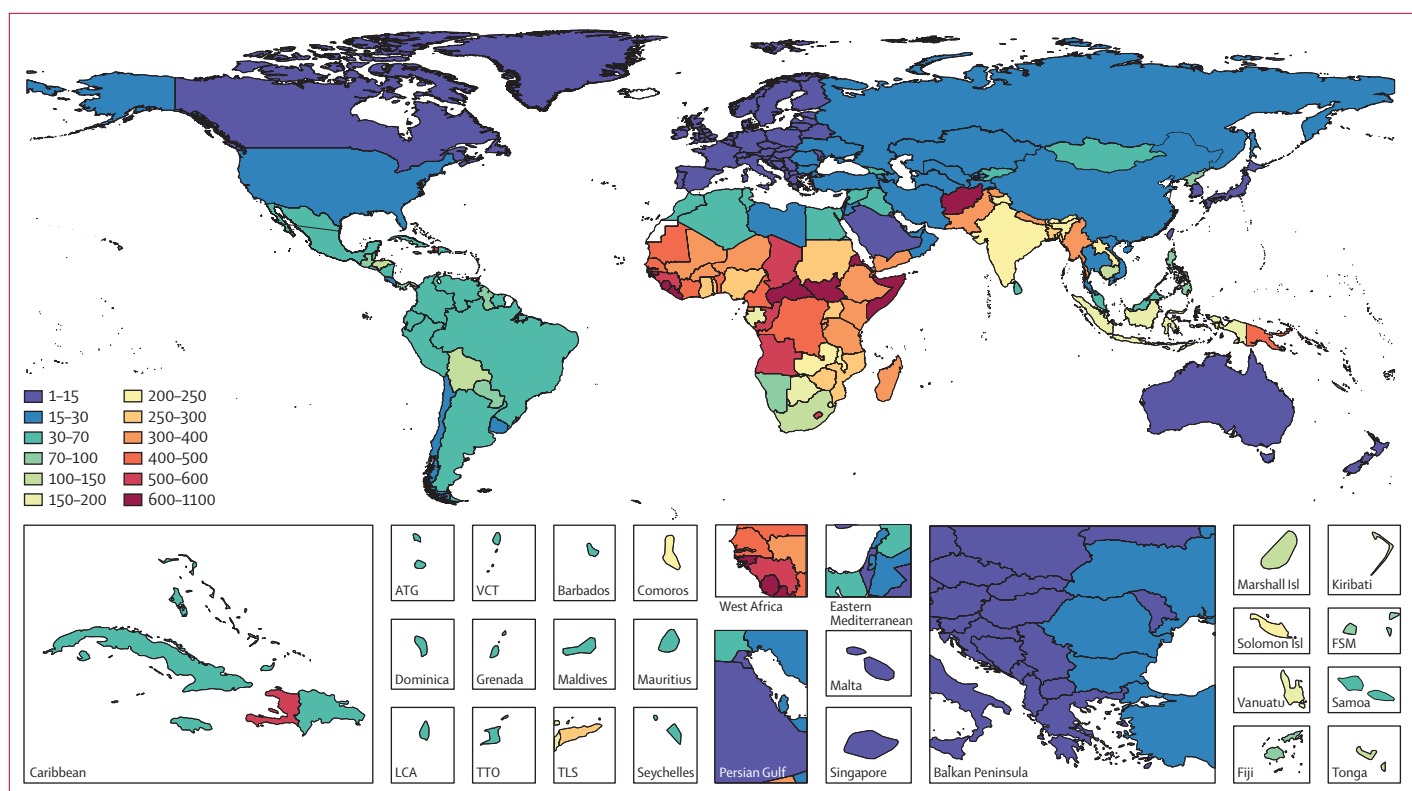 1–15
15–30
30–70
70–100
100–150
150–200
200–250
250–300
300–400
400–500
500–600
600–1100
Caribbean
ATG
VCT
Barbados
Comoros
Dominica
Grenada
Maldives
Mauritius
LCA
TTO
TLS
Seychelles
West Africa
Eastern
Mediterranean
Persian Gulf
Malta
Singapore
Balkan Peninsula
Marshall Isl
Kiribati
Solomon Isl
FSM
Vanuatu
Samoa
Fiji
Tonga